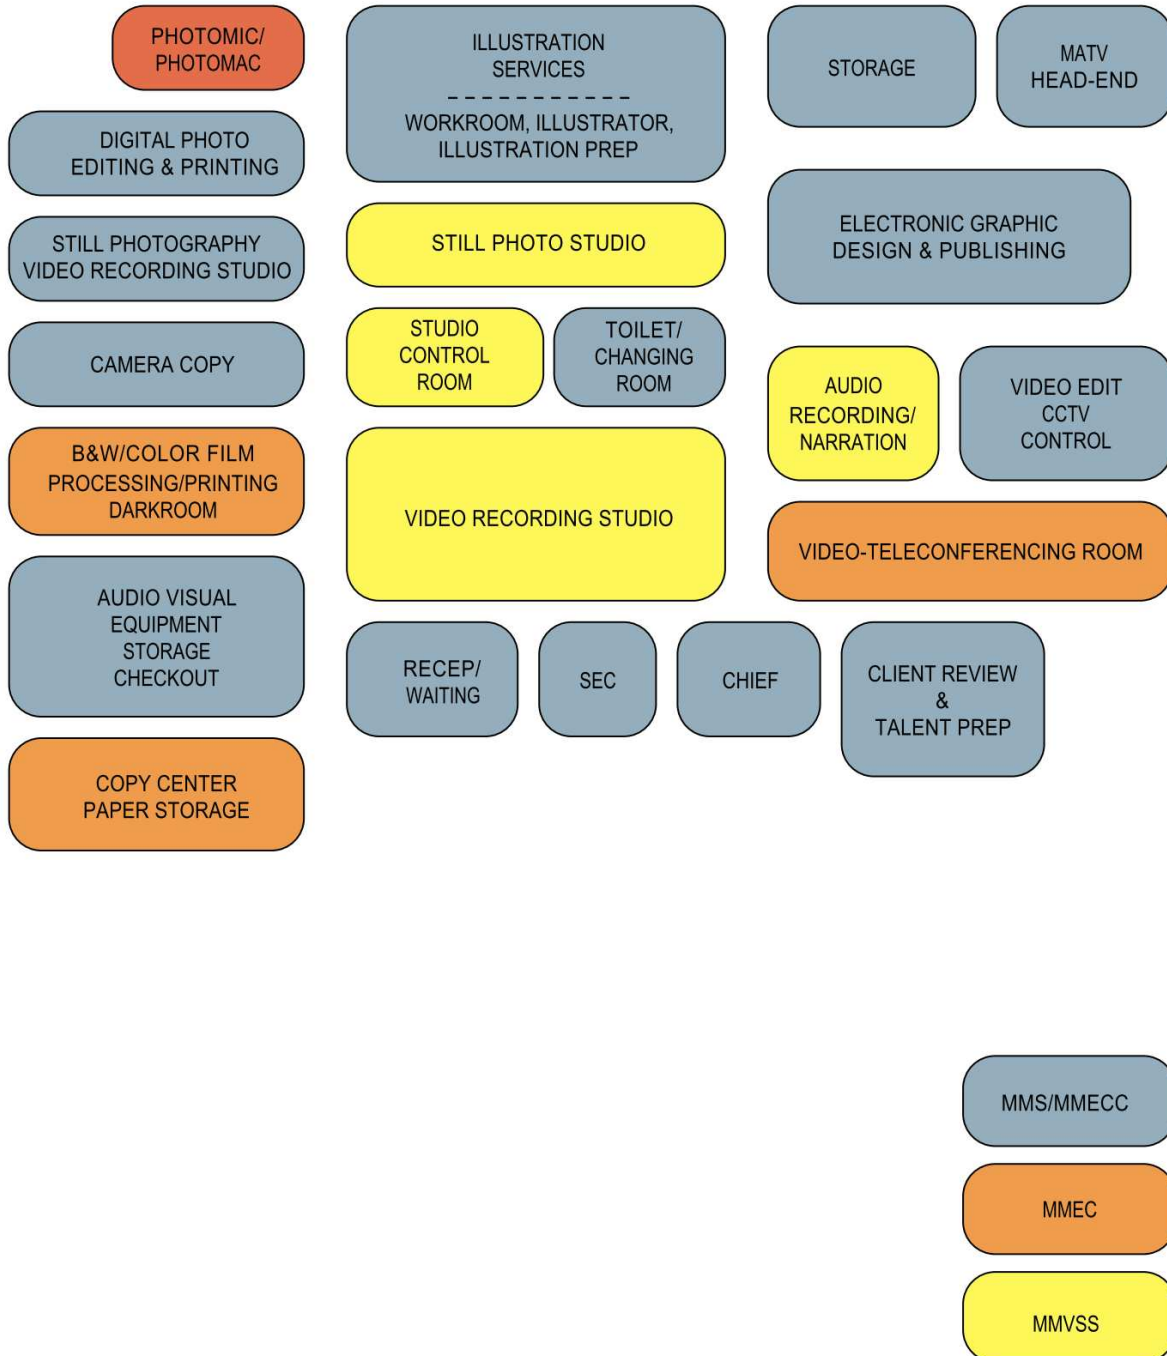 PHOTOMIC/
PHOTOMAC
DIGITAL PHOTO
EDITING & PRINTING
STILL PHOTOGRAPHY
VIDEO RECORDING STUDIO
CAMERA COPY
B&W/COLOR FILM
PROCESSING/PRINTING
DARKROOM
AUDIO VISUAL
EQUIPMENT
STORAGE
CHECKOUT
COPY CENTER
PAPER STORAGE
ILLUSTRATION
SERVICES
WORKROOM, ILLUSTRATOR,
ILLUSTRATION PREP
STILL PHOTO STUDIO
STUDIO
CONTROL
ROOM
TOILET/
CHANGING
ROOM
VIDEO RECORDING STUDIO
RECEP/
WAITING
SEC
CHIEF
CLIENT REVIEW
&
TALENT PREP
STORAGE
MATV
HEAD-END
ELECTRONIC GRAPHIC
DESIGN & PUBLISHING
AUDIO
RECORDING/
NARRATION
VIDEO EDIT
CCTV
CONTROL
VIDEO-TELECONFERENCING ROOM
MMS/MMECC
MMEC
MMVSS